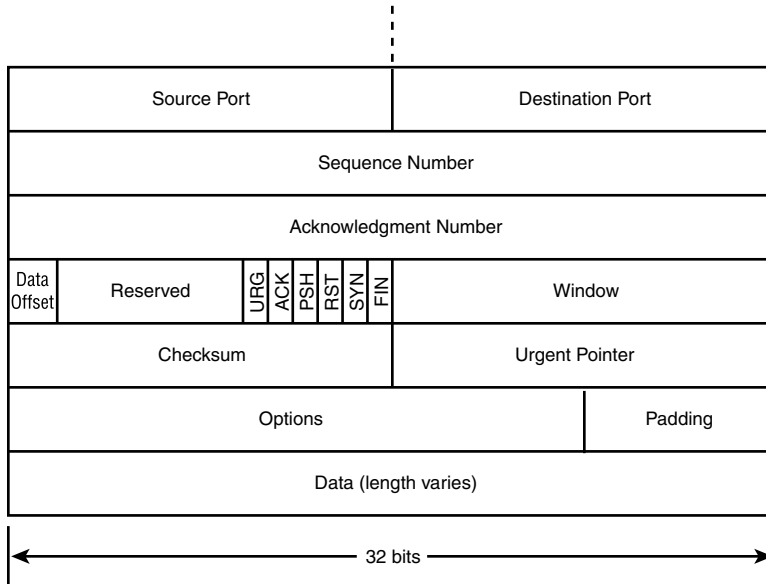 Source Port
Destination Port
Sequence Number
Acknowledgment Number
Data
Offset
Reserved
URG
ACK
PSH
RST
SYN
FIN
Window
Checksum
Urgent Pointer
Options
Padding
Data (length varies)
32 bits